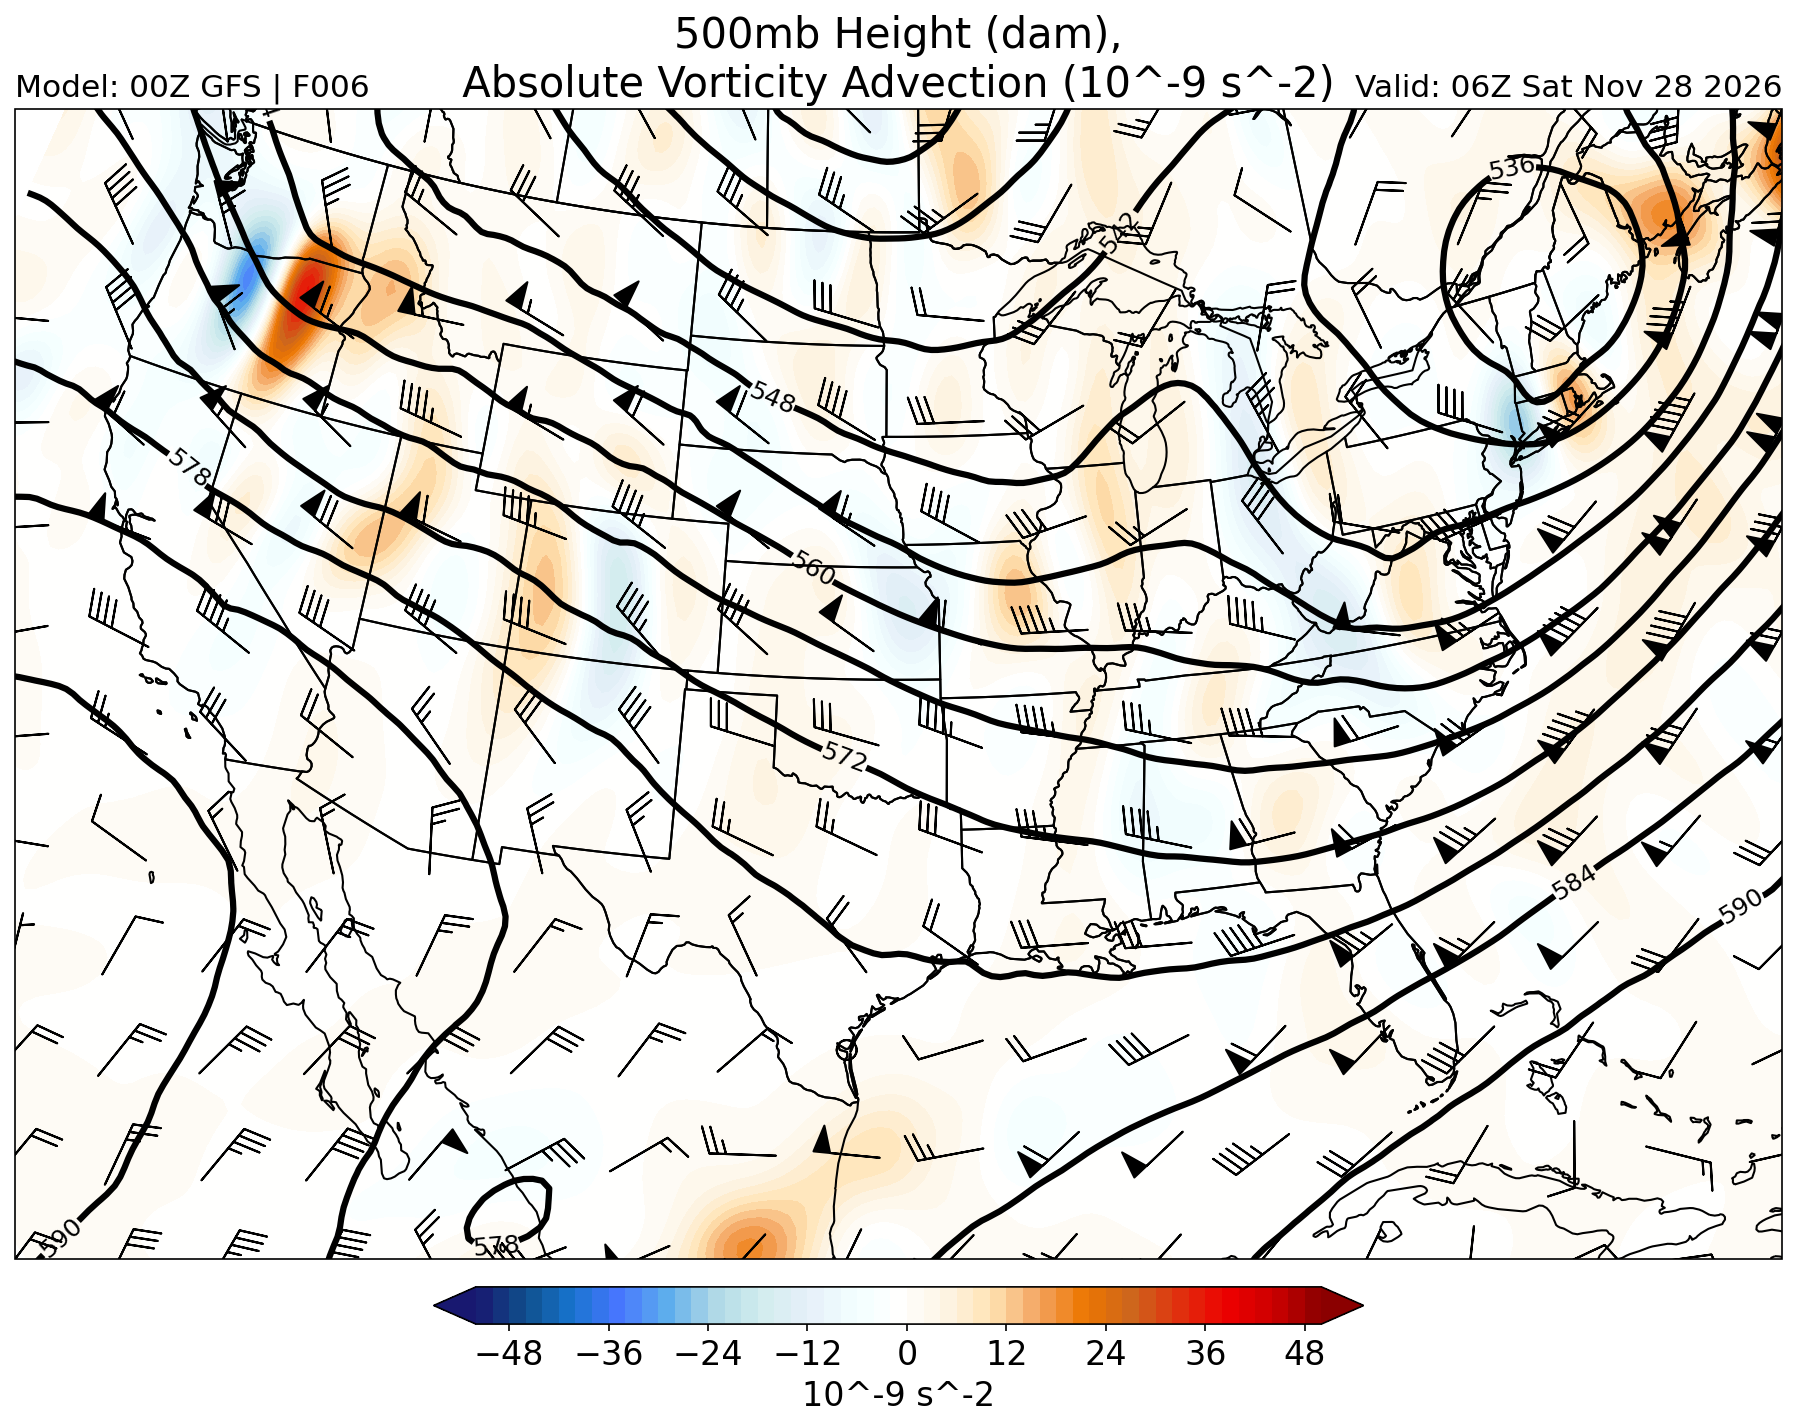 500mb Height (dam),
Absolute Vorticity Advection (10^-9 s^-2)
Model: 00Z GFS | F006
Valid: 06Z Sat Nov 28 2026
536
542
548
578
560
572
584
590
590
578
−48 −36 −24 −12 0 12 24 36 48
10^-9 s^-2